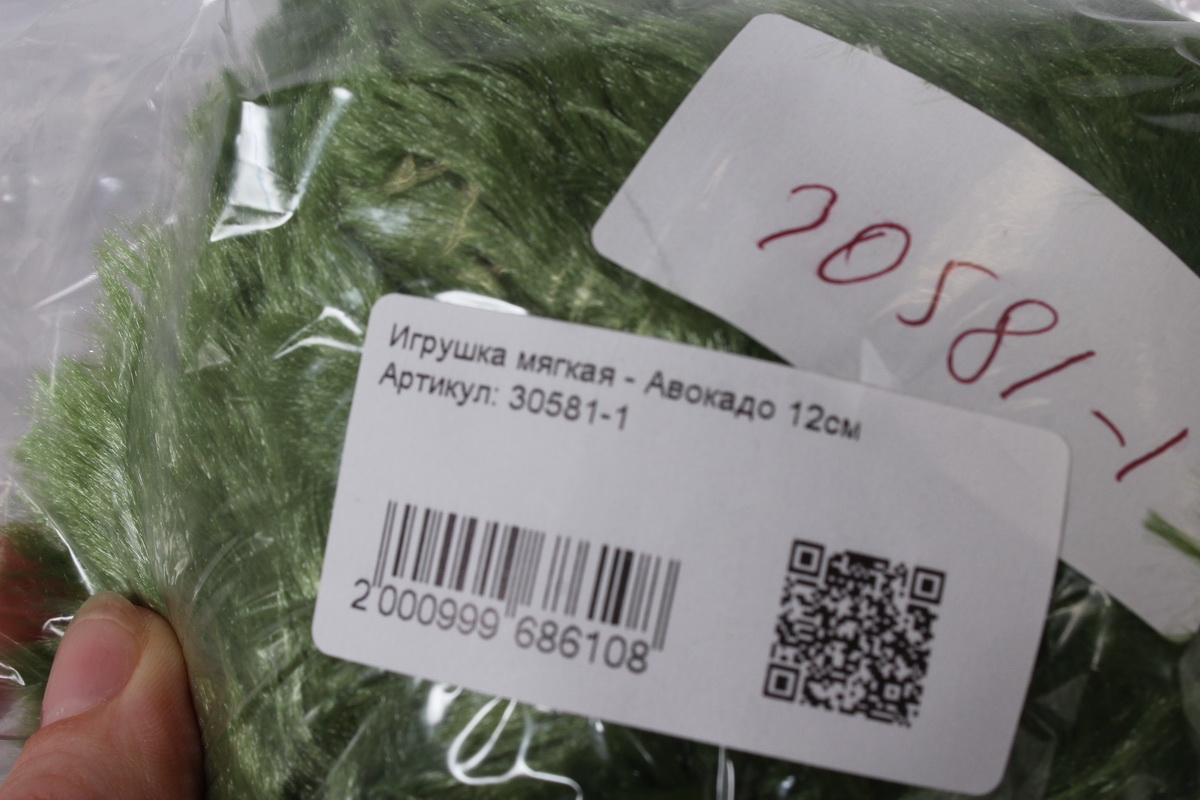 30581-1
Игрушка мягкая - Авокадо 12см
Артикул: 30581-1
2 000999 686108